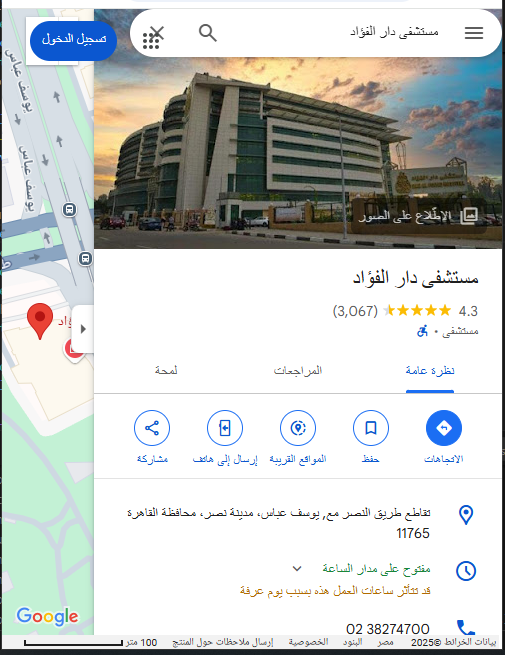 مستشفى دار الفؤاد
تسجيل الدخول
يوسف عباس
يوسف عباس
الإطّلاع على الصور
مستشفى دار الفؤاد
4.3 (3,067)
مستشفى
نظرة عامة
المراجعات
لمحة
الاتجاهات
حفظ
المواقع القريبة
إرسال إلى هاتف
مشاركة
تقاطع طريق النصر مع, يوسف عباس، مدينة نصر، محافظة القاهرة
11765
مفتوح على مدار الساعة
قد تتأثر ساعات العمل هذه بسبب يوم عرفة
02 38274700
Google
بيانات الخرائط ©2025 مصر البنود الخصوصية إرسال ملاحظات حول المنتج 100 متر